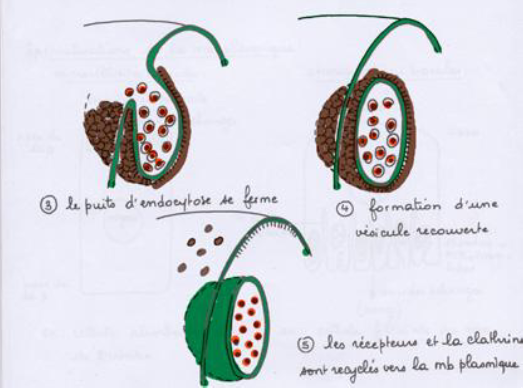 ③ le puits d'endocytose se ferme
④ formation d'une
vésicule recouverte
⑤ les récepteurs et la clathrine
sont recyclés vers la mb plasmique